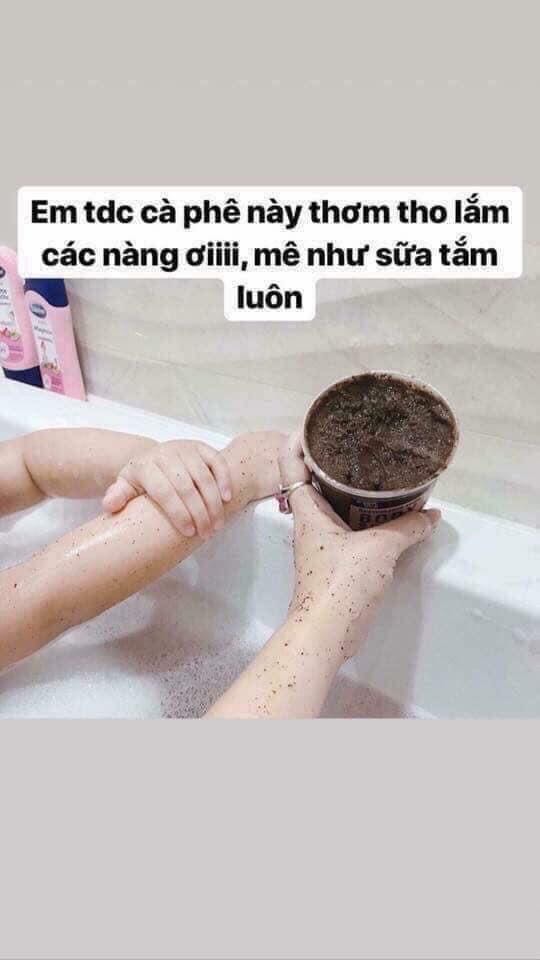 Em tdc cà phê này thơm tho lắm
các nàng ơiiii, mê như sữa tắm
luôn